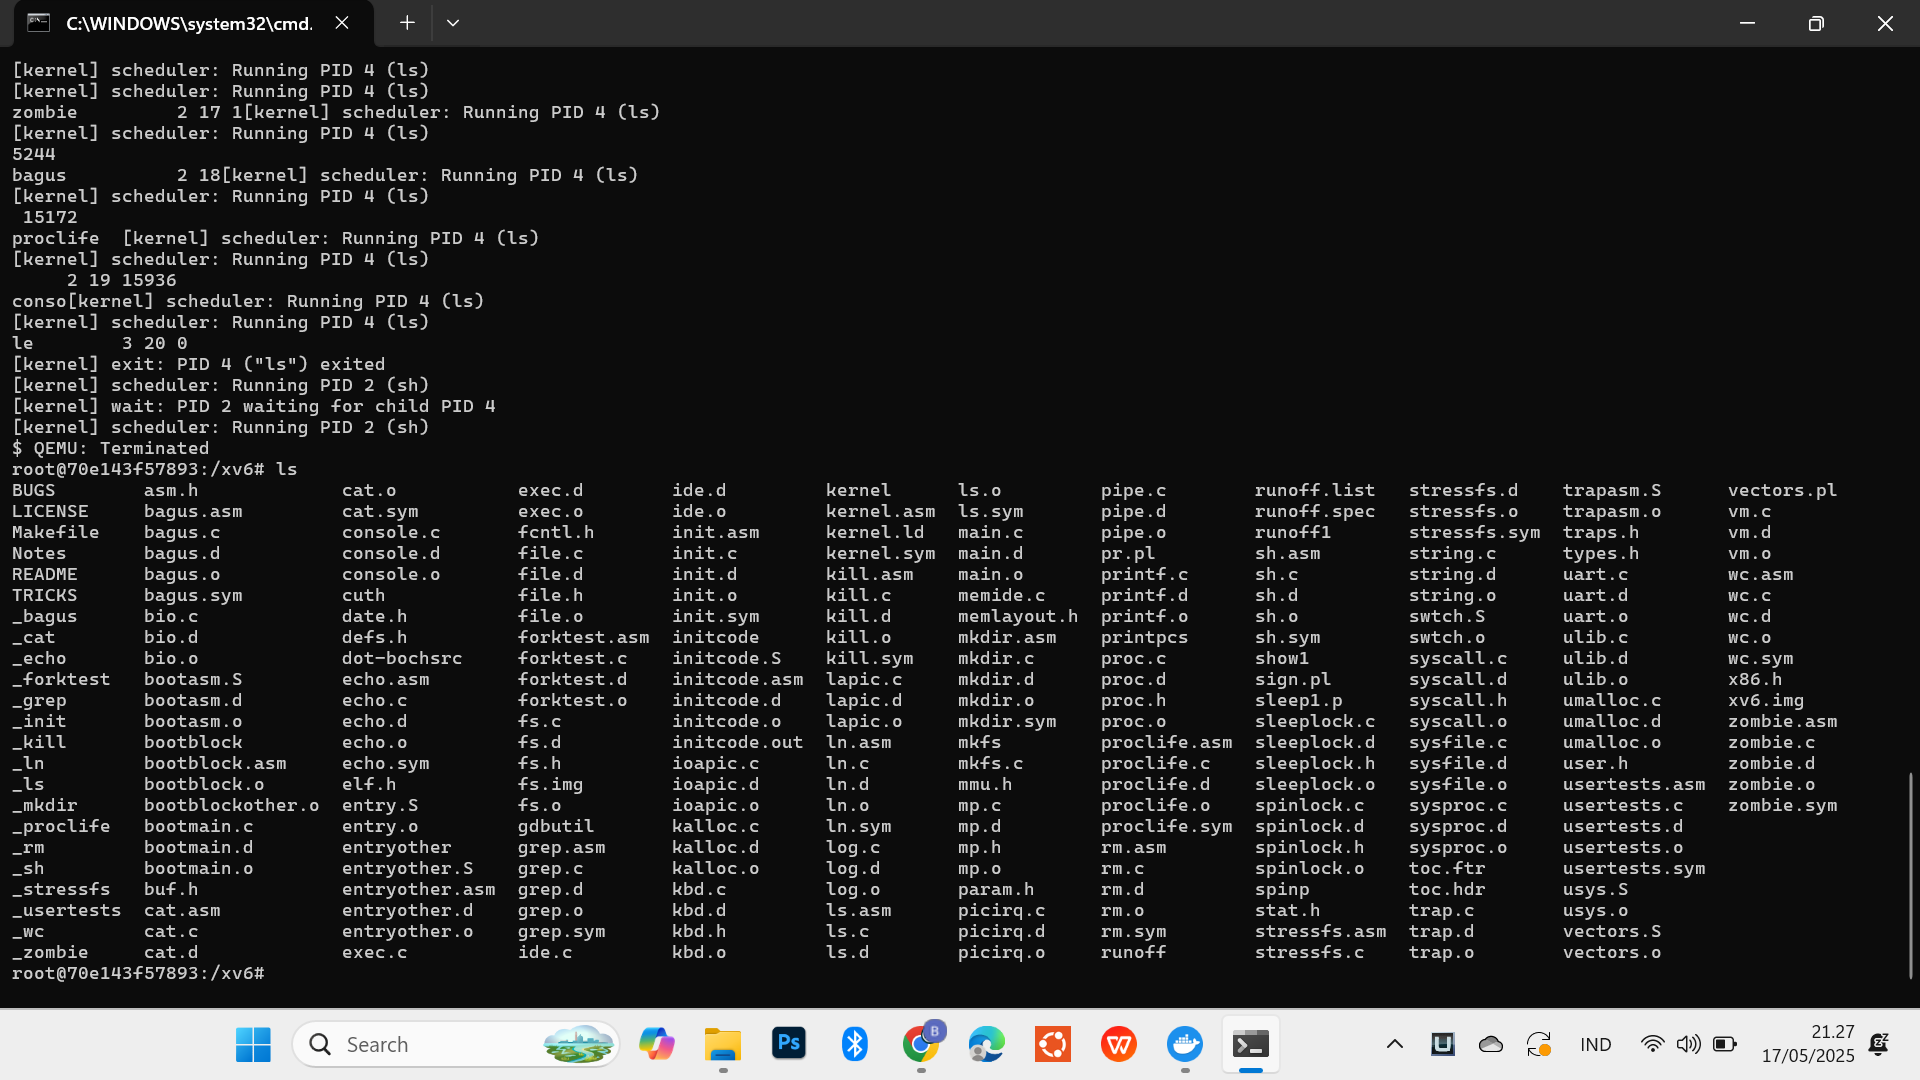 C:\WINDOWS\system32\cmd.
[kernel] scheduler: Running PID 4 (ls)
[kernel] scheduler: Running PID 4 (ls)
zombie         2 17 1[kernel] scheduler: Running PID 4 (ls)
[kernel] scheduler: Running PID 4 (ls)
5244
bagus          2 18[kernel] scheduler: Running PID 4 (ls)
[kernel] scheduler: Running PID 4 (ls)
 15172
proclife  [kernel] scheduler: Running PID 4 (ls)
[kernel] scheduler: Running PID 4 (ls)
     2 19 15936
conso[kernel] scheduler: Running PID 4 (ls)
[kernel] scheduler: Running PID 4 (ls)
le        3 20 0
[kernel] exit: PID 4 ("ls") exited
[kernel] scheduler: Running PID 2 (sh)
[kernel] wait: PID 2 waiting for child PID 4
[kernel] scheduler: Running PID 2 (sh)
$ QEMU: Terminated
root@70e143f57893:/xv6# ls
BUGS asm.h cat.o exec.d ide.d kernel ls.o pipe.c runoff.list stressfs.d trapasm.S vectors.pl
LICENSE bagus.asm cat.sym exec.o ide.o kernel.asm ls.sym pipe.d runoff.spec stressfs.o trapasm.o vm.c
Makefile bagus.c console.c fcntl.h init.asm kernel.ld main.c pipe.o runoff1 stressfs.sym traps.h vm.d
Notes bagus.d console.d file.c init.c kernel.sym main.d pr.pl sh.asm string.c types.h vm.o
README bagus.o console.o file.d init.d kill.asm main.o printf.c sh.c string.d uart.c wc.asm
TRICKS bagus.sym cuth file.h init.o kill.c memide.c printf.d sh.d string.o uart.d wc.c
_bagus bio.c date.h file.o init.sym kill.d memlayout.h printf.o sh.o swtch.S uart.o wc.d
_cat bio.d defs.h forktest.asm initcode kill.o mkdir.asm printpcs sh.sym swtch.o ulib.c wc.o
_echo bio.o dot-bochsrc forktest.c initcode.S kill.sym mkdir.c proc.c show1 syscall.c ulib.d wc.sym
_forktest bootasm.S echo.asm forktest.d initcode.asm lapic.c mkdir.d proc.d sign.pl syscall.d ulib.o x86.h
_grep bootasm.d echo.c forktest.o initcode.d lapic.d mkdir.o proc.h sleep1.p syscall.h umalloc.c xv6.img
_init bootasm.o echo.d fs.c initcode.o lapic.o mkdir.sym proc.o sleeplock.c syscall.o umalloc.d zombie.asm
_kill bootblock echo.o fs.d initcode.out ln.asm mkfs proclife.asm sleeplock.d sysfile.c umalloc.o zombie.c
_ln bootblock.asm echo.sym fs.h ioapic.c ln.c mkfs.c proclife.c sleeplock.h sysfile.d user.h zombie.d
_ls bootblock.o elf.h fs.img ioapic.d ln.d mmu.h proclife.d sleeplock.o sysfile.o usertests.asm zombie.o
_mkdir bootblockother.o entry.S fs.o ioapic.o ln.o mp.c proclife.o spinlock.c sysproc.c usertests.c zombie.sym
_proclife bootmain.c entry.o gdbutil kalloc.c ln.sym mp.d proclife.sym spinlock.d sysproc.d usertests.d
_rm bootmain.d entryother grep.asm kalloc.d log.c mp.h rm.asm spinlock.h sysproc.o usertests.o
_sh bootmain.o entryother.S grep.c kalloc.o log.d mp.o rm.c spinlock.o toc.ftr usertests.sym
_stressfs buf.h entryother.asm grep.d kbd.c log.o param.h rm.d spinp toc.hdr usys.S
_usertests cat.asm entryother.d grep.o kbd.d ls.asm picirq.c rm.o stat.h trap.c usys.o
_wc cat.c entryother.o grep.sym kbd.h ls.c picirq.d rm.sym stressfs.asm trap.d vectors.S
_zombie cat.d exec.c ide.c kbd.o ls.d picirq.o runoff stressfs.c trap.o vectors.o
root@70e143f57893:/xv6#
Search
Ps
B
IND
21.27
17/05/2025